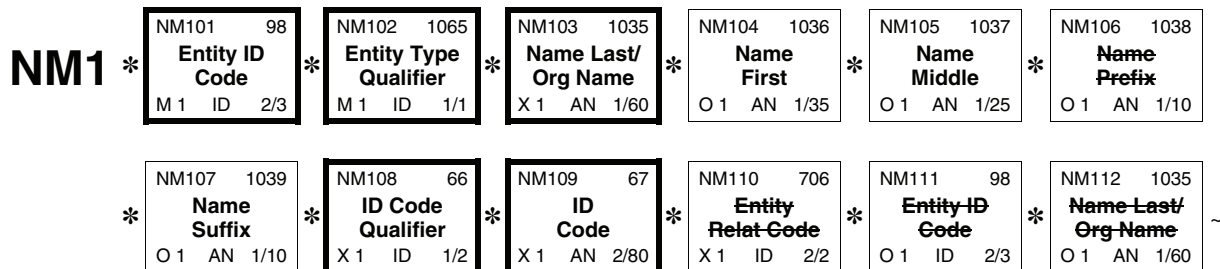 NM101 98 NM102 1065 NM103 1035 NM104 1036 NM105 1037 NM106 1038
NM1 * Entity ID * Entity Type * Name Last/ * Name * Name * Name
Code Qualifier Org Name First Middle Prefix
M 1 ID 2/3 M 1 ID 1/1 X 1 AN 1/60 O 1 AN 1/35 O 1 AN 1/25 O 1 AN 1/10
NM107 1039 NM108 66 NM109 67 NM110 706 NM111 98 NM112 1035
* Name * ID Code * ID * Entity * Entity ID * Name Last/ ~
Suffix Qualifier Code Relat Code Code Org Name
O 1 AN 1/10 X 1 ID 1/2 X 1 AN 2/80 X 1 ID 2/2 O 1 ID 2/3 O 1 AN 1/60